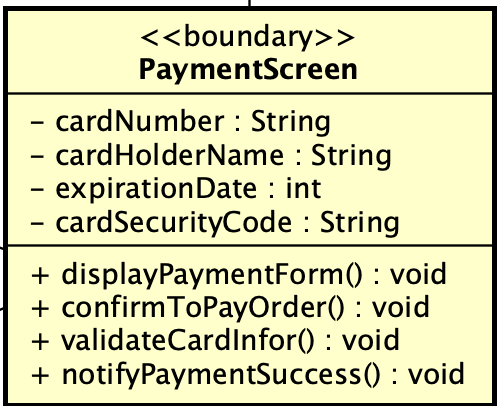 <<boundary>>
PaymentScreen
- cardNumber : String
- cardHolderName : String
- expirationDate : int
- cardSecurityCode : String
+ displayPaymentForm() : void
+ confirmToPayOrder() : void
+ validateCardInfor() : void
+ notifyPaymentSuccess() : void